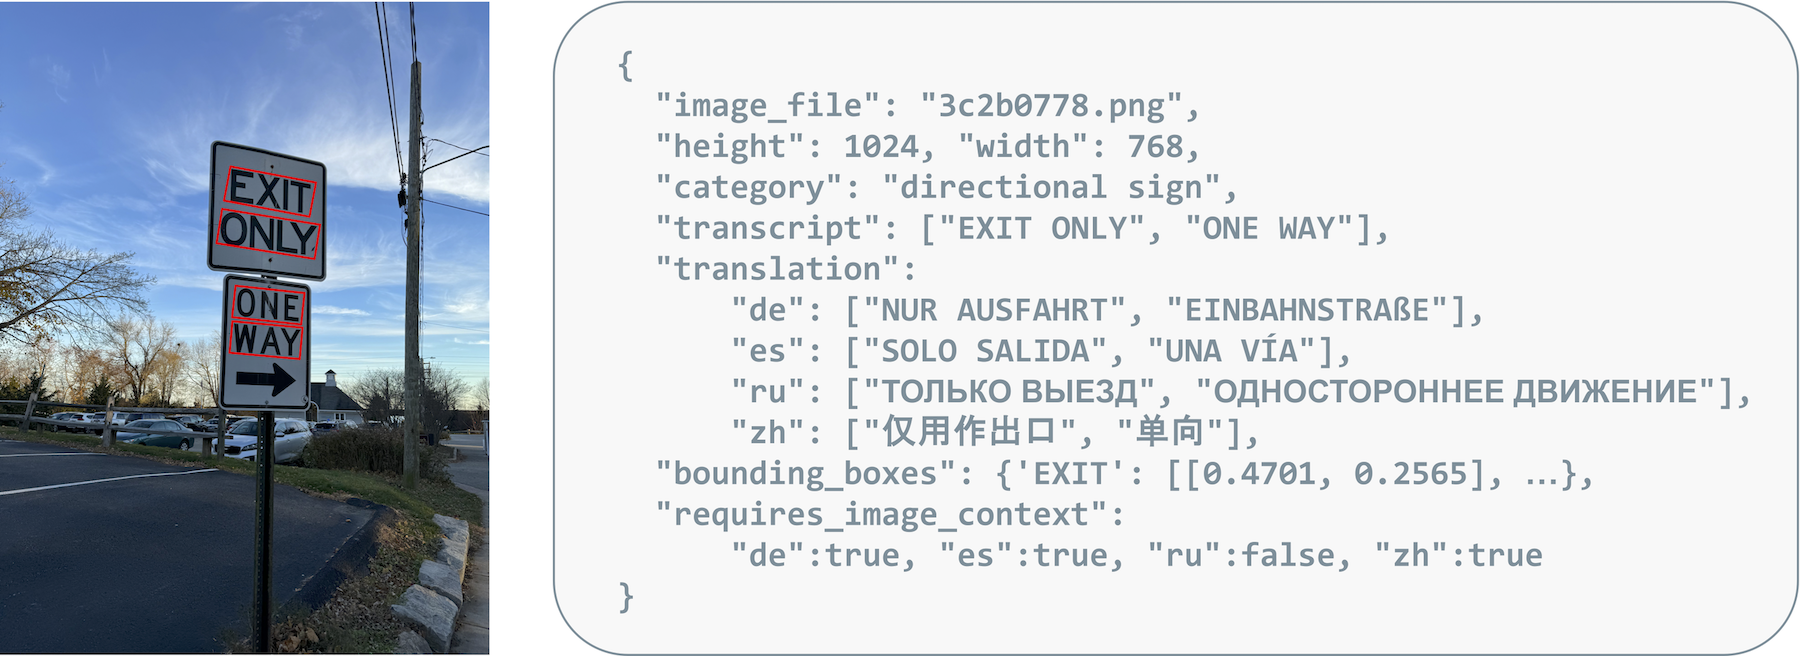 EXIT
ONLY
ONE
WAY
{
"image_file": "3c2b0778.png",
"height": 1024, "width": 768,
"category": "directional sign",
"transcript": ["EXIT ONLY", "ONE WAY"],
"translation":
"de": ["NUR AUSFAHRT", "EINBAHNSTRAßE"],
"es": ["SOLO SALIDA", "UNA VÍA"],
"ru": ["ТОЛЬКО ВЫЕЗД", "ОДНОСТОРОННЕЕ ДВИЖЕНИЕ"],
"zh": ["仅用作出口", "单向"],
"bounding_boxes": {'EXIT': [[0.4701, 0.2565], …},
"requires_image_context":
"de":true, "es":true, "ru":false, "zh":true
}